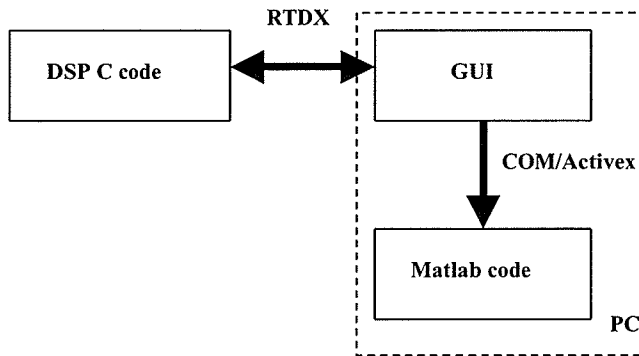 RTDX
DSP C code
GUI
COM/Activex
Matlab code
PC